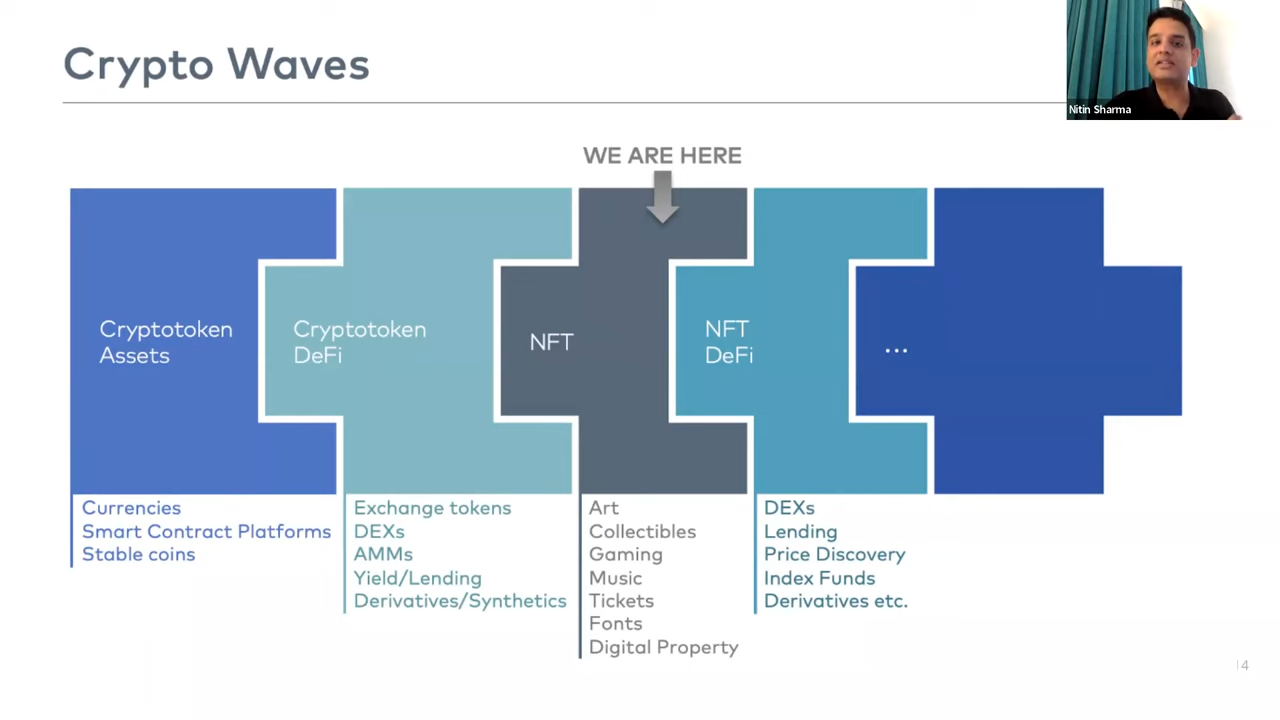 Crypto Waves
Nitin Sharma
WE ARE HERE
Cryptotoken
Assets
Cryptotoken
DeFi
NFT
NFT
DeFi
...
Currencies
Smart Contract Platforms
Stable coins
Exchange tokens
DEXs
AMMs
Yield/Lending
Derivatives/Synthetics
Art
Collectibles
Gaming
Music
Tickets
Fonts
Digital Property
DEXs
Lending
Price Discovery
Index Funds
Derivatives etc.
4